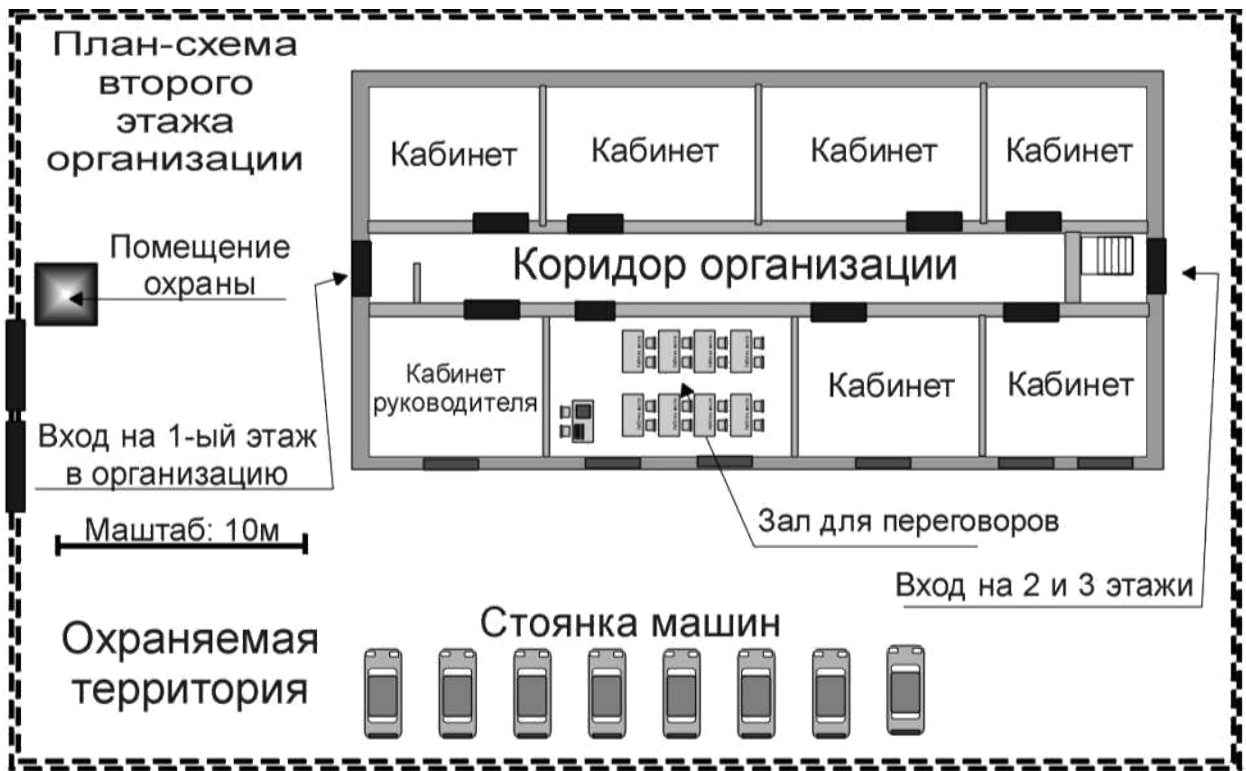 План-схема
второго
этажа
организации
Кабинет
Кабинет
Кабинет
Кабинет
Помещение
охраны
Коридор организации
Кабинет
руководителя
Кабинет
Кабинет
Вход на 1-ый этаж
в организацию
Маштаб: 10м
Зал для переговоров
Вход на 2 и 3 этажи
Охраняемая
территория
Стоянка машин